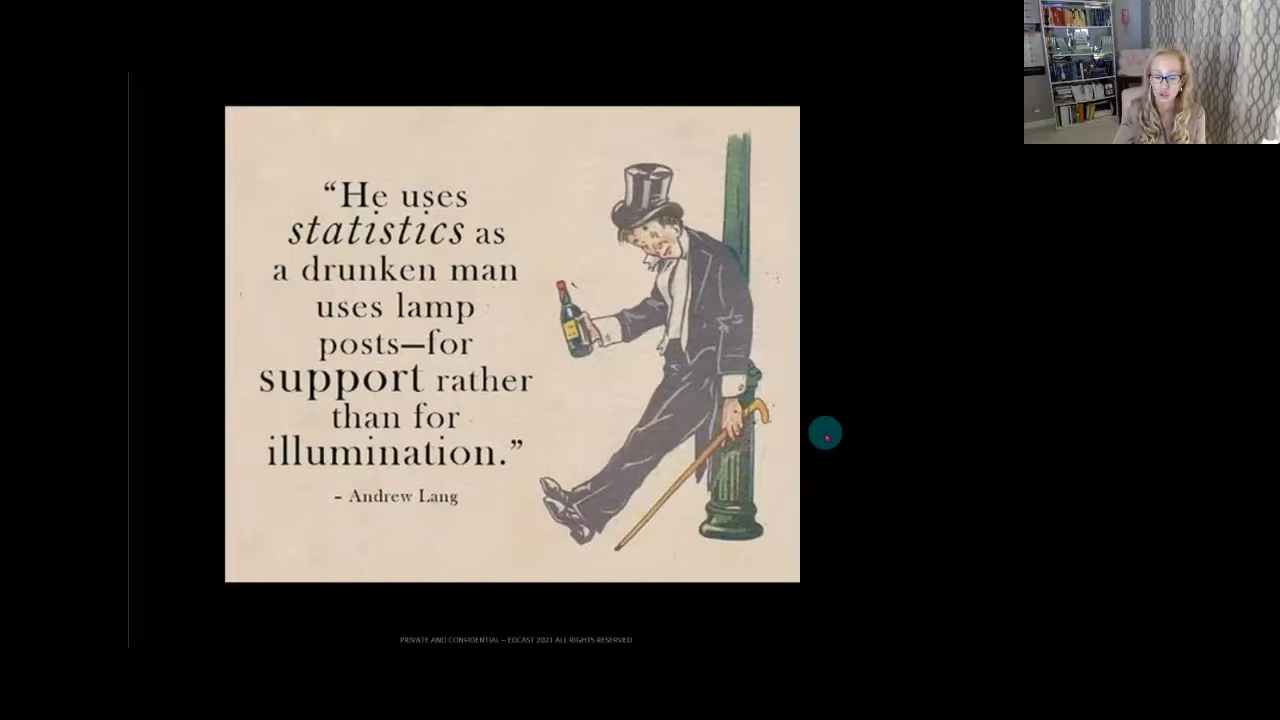 “He uses
statistics as
a drunken man
uses lamp
posts—for
support rather
than for
illumination.”
– Andrew Lang
PRIVATE AND CONFIDENTIAL – EDCAST 2021 ALL RIGHTS RESERVED